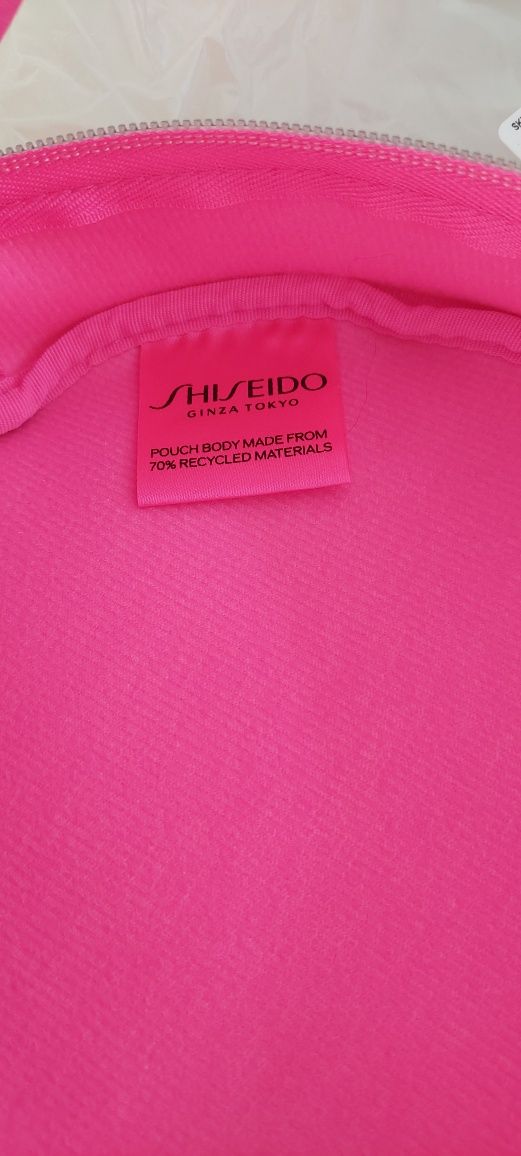 SHISEIDO
GINZA TOKYO
POUCH BODY MADE FROM
70% RECYCLED MATERIALS